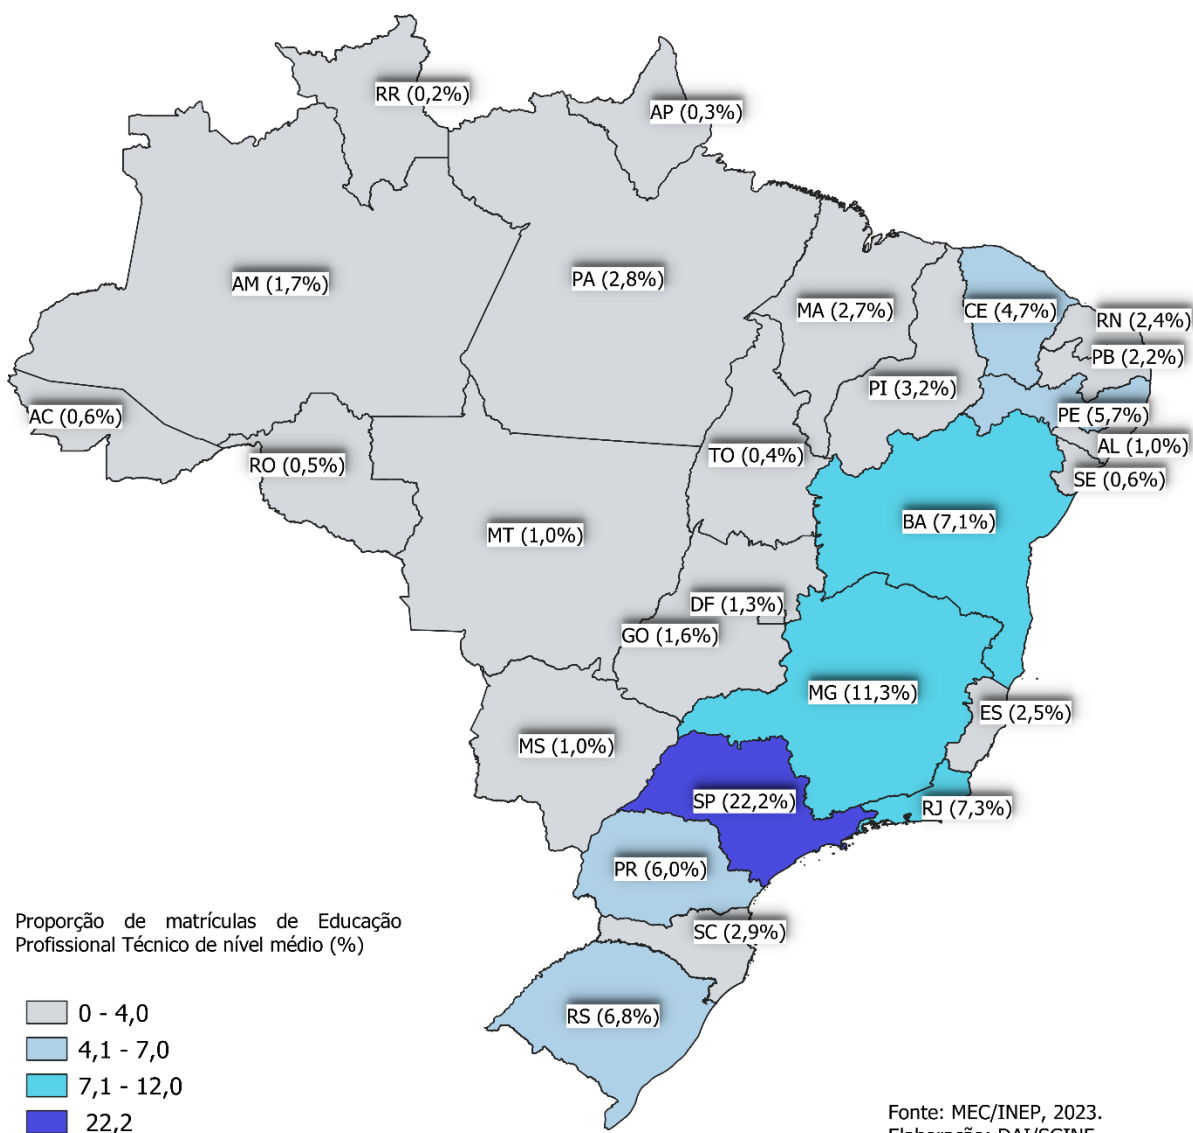 RR (0,2%)
AP (0,3%)
AM (1,7%)
PA (2,8%)
MA (2,7%)
CE (4,7%)
RN (2,4%)
PB (2,2%)
PI (3,2%)
AC (0,6%)
PE (5,7%)
AL (1,0%)
RO (0,5%)
TO (0,4%)
SE (0,6%)
BA (7,1%)
MT (1,0%)
DF (1,3%)
GO (1,6%)
MG (11,3%)
ES (2,5%)
MS (1,0%)
SP (22,2%)
RJ (7,3%)
PR (6,0%)
SC (2,9%)
RS (6,8%)
Proporção de matrículas de Educação
Profissional Técnico de nível médio (%)
0 - 4,0
4,1 - 7,0
7,1 - 12,0
22,2
Fonte: MEC/INEP, 2023.
Elaboração: DAI/SGINF